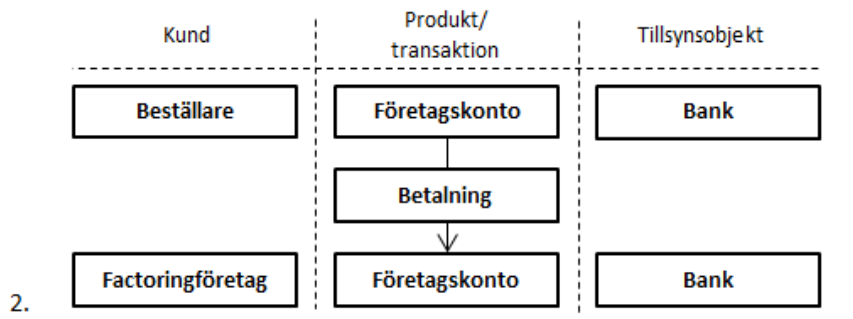 Kund
Produkt/
transaktion
Tillsynsobjekt
Beställare
Företagskonto
Bank
Betalning
Factoringföretag
Företagskonto
Bank
2.